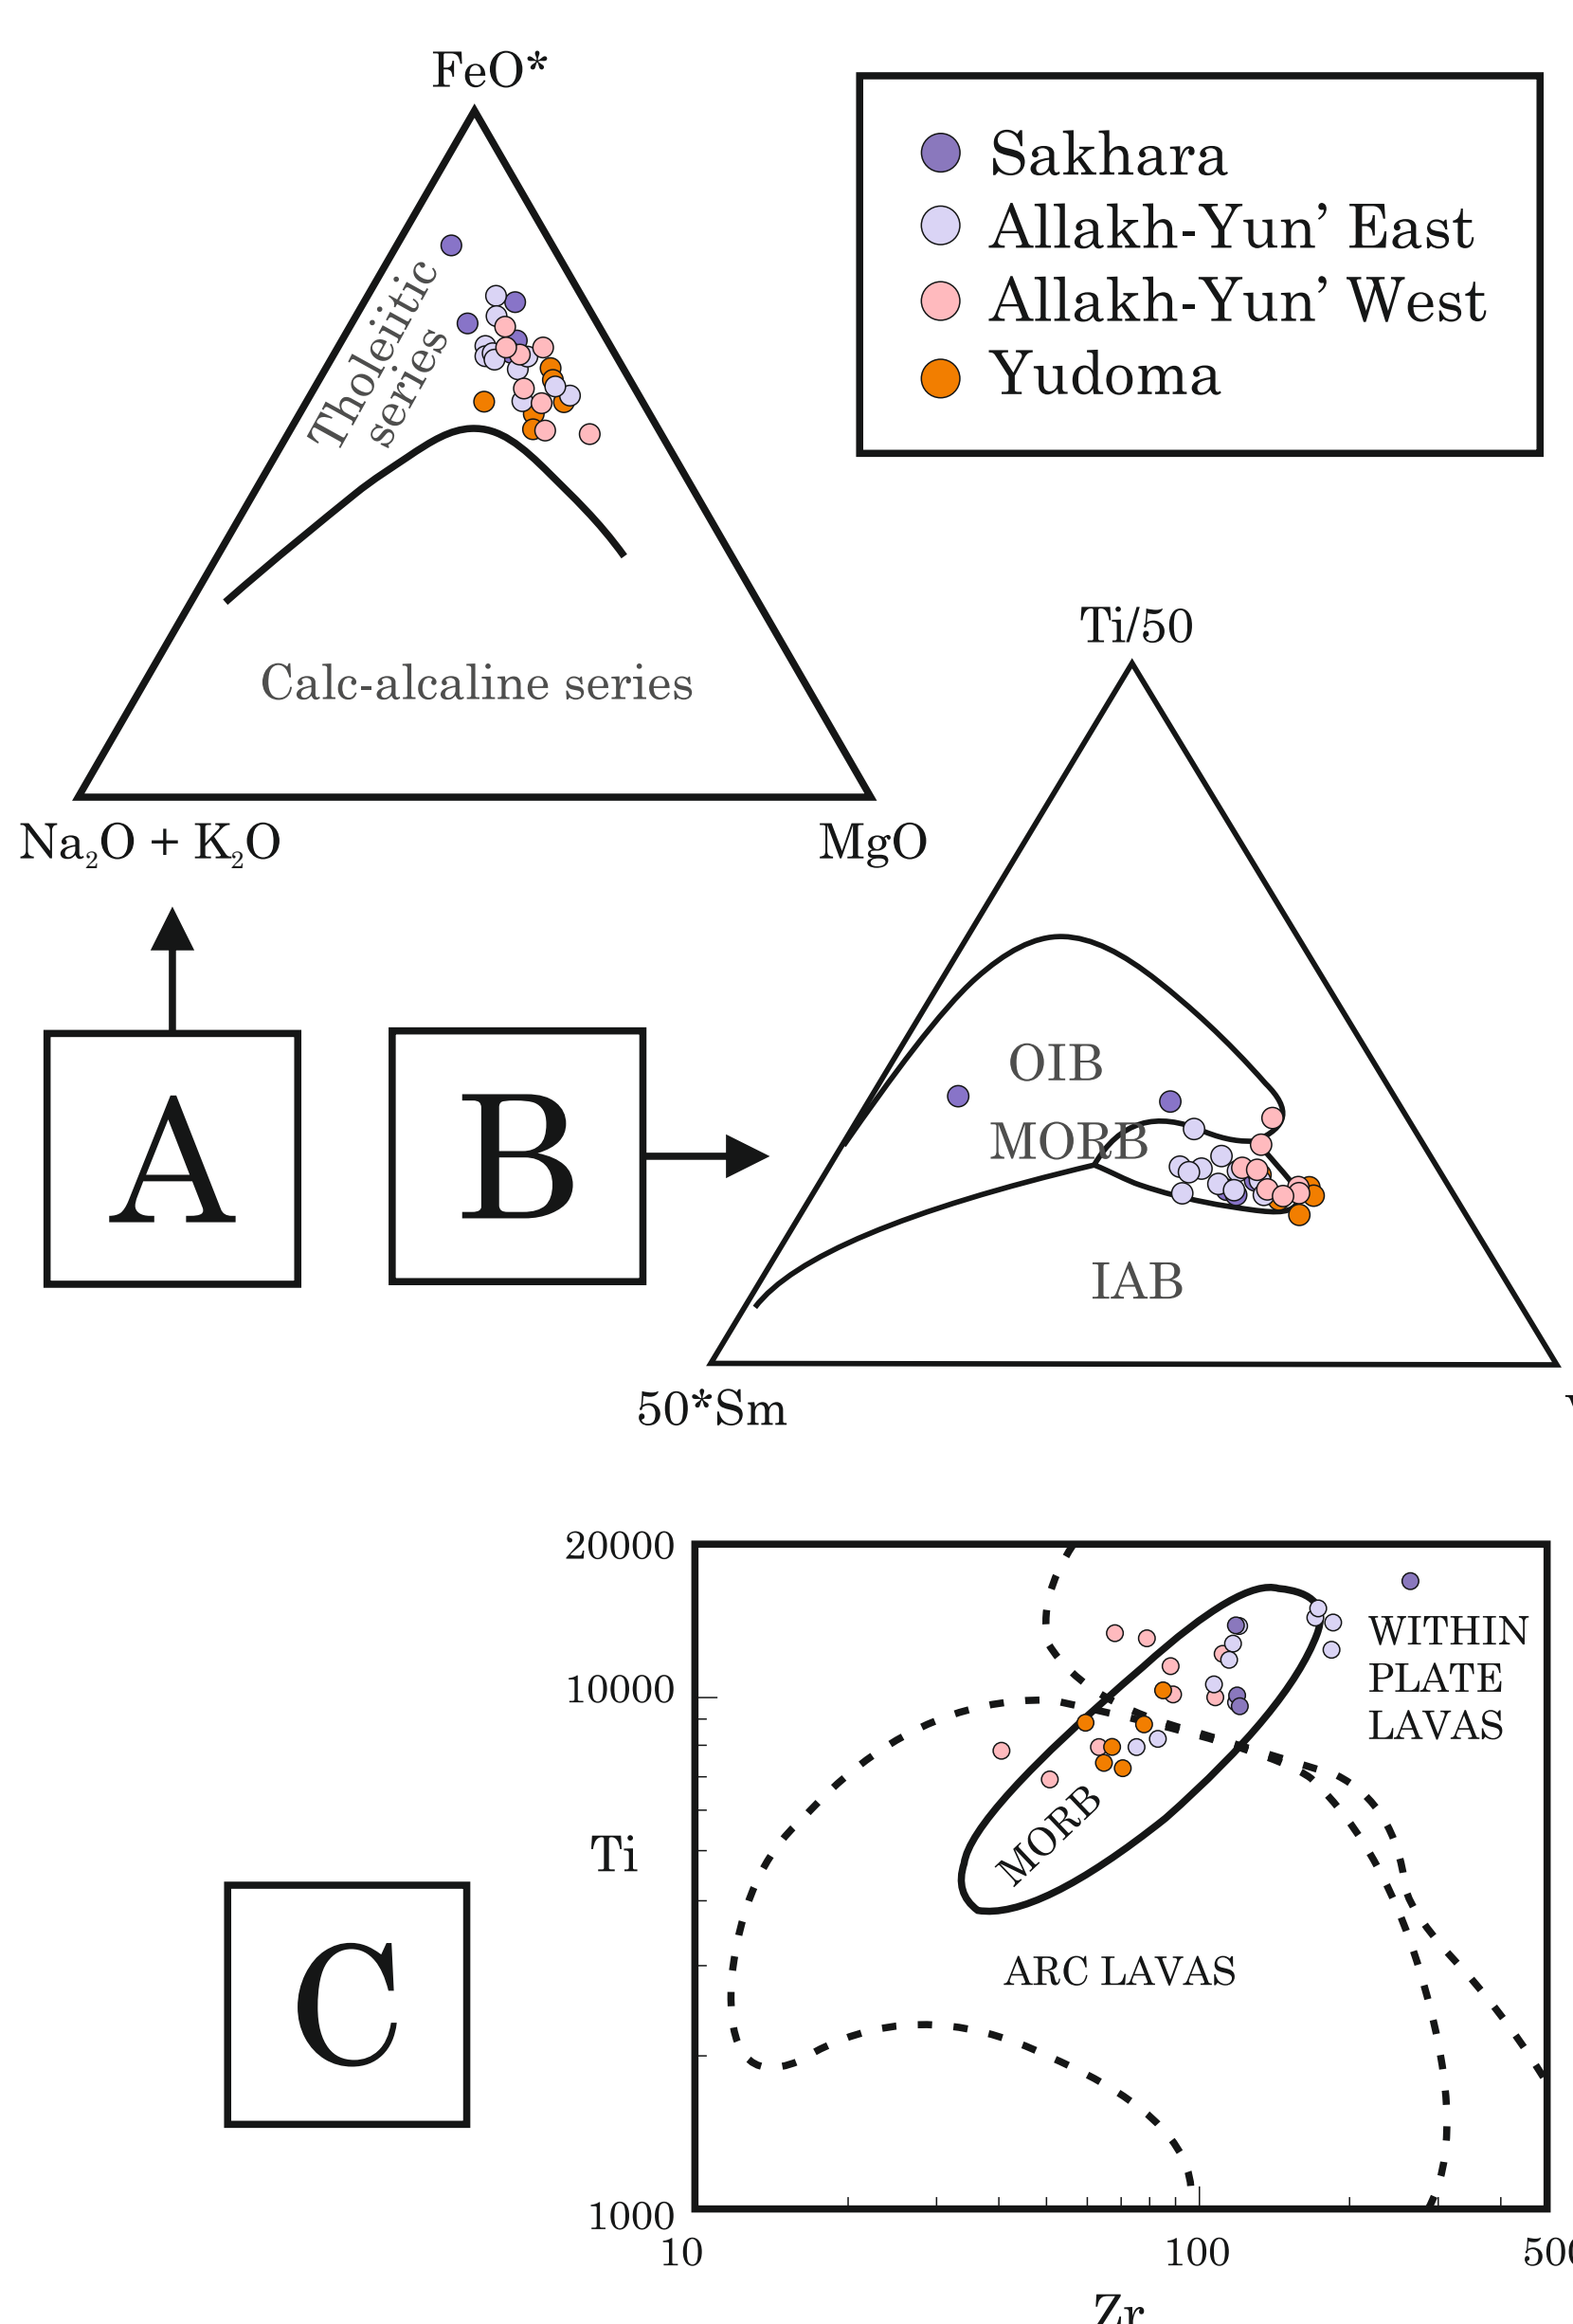 FeO*
Sakhara
Allakh-Yun’ East
Allakh-Yun’ West
Yudoma
Tholeiitic
series
Calc-alcaline series
Na₂O + K₂O
MgO
Ti/50
A
B
OIB
MORB
IAB
50*Sm
20000
WITHIN
PLATE
LAVAS
10000
Ti
MORB
C
ARC LAVAS
1000
10
100
Zr